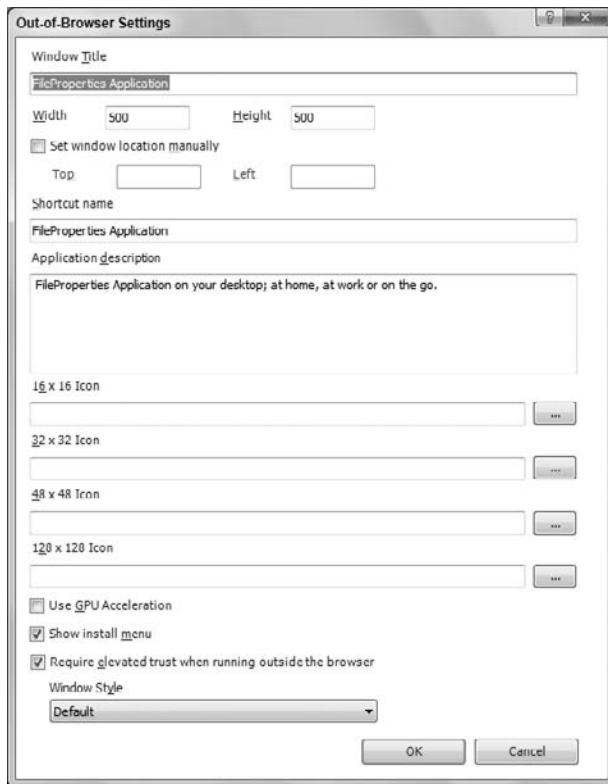 Out-of-Browser Settings
Window Title
FileProperties Application
Width 500 Height 500
Set window location manually
Top Left
Shortcut name
FileProperties Application
Application description
FileProperties Application on your desktop; at home, at work or on the go.
16 x 16 Icon
...
32 x 32 Icon
...
48 x 48 Icon
...
128 x 128 Icon
...
Use GPU Acceleration
Show install menu
Require elevated trust when running outside the browser
Window Style
Default
OK Cancel